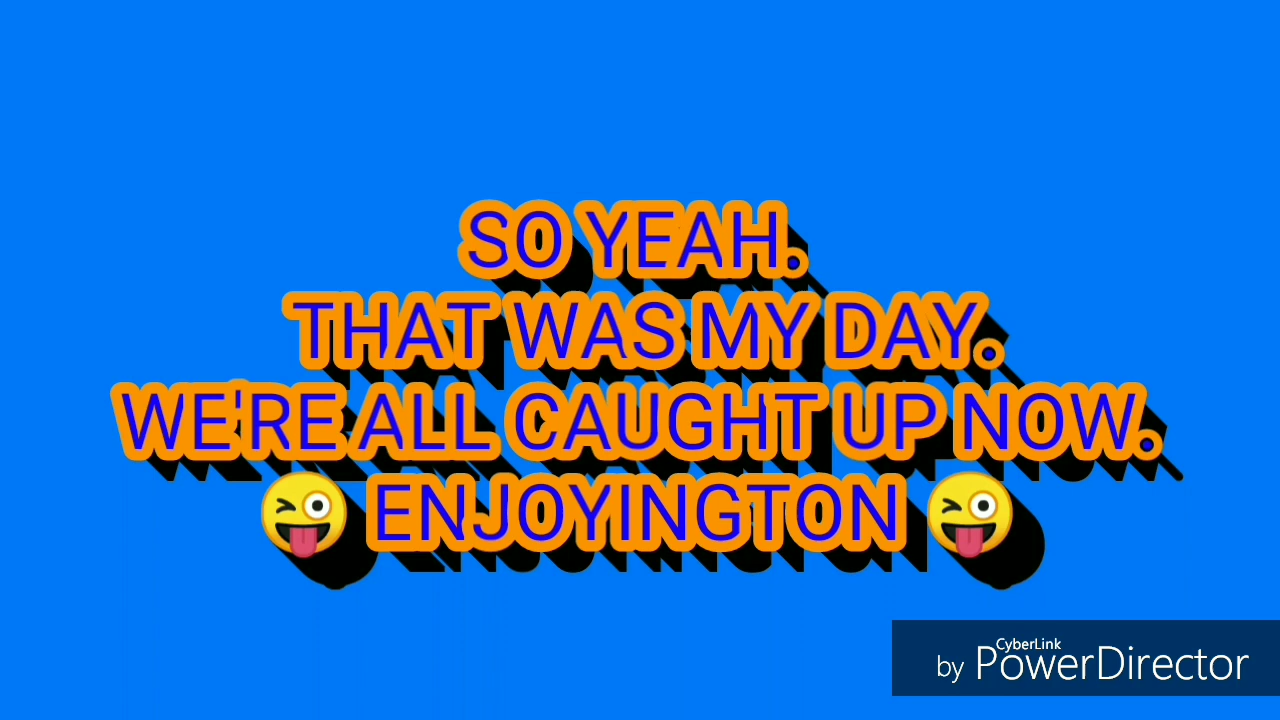 SO YEAH.
THAT WAS MY DAY.
WE'RE ALL CAUGHT UP NOW.
😜 ENJOYINGTON 😜
CyberLink
by PowerDirector